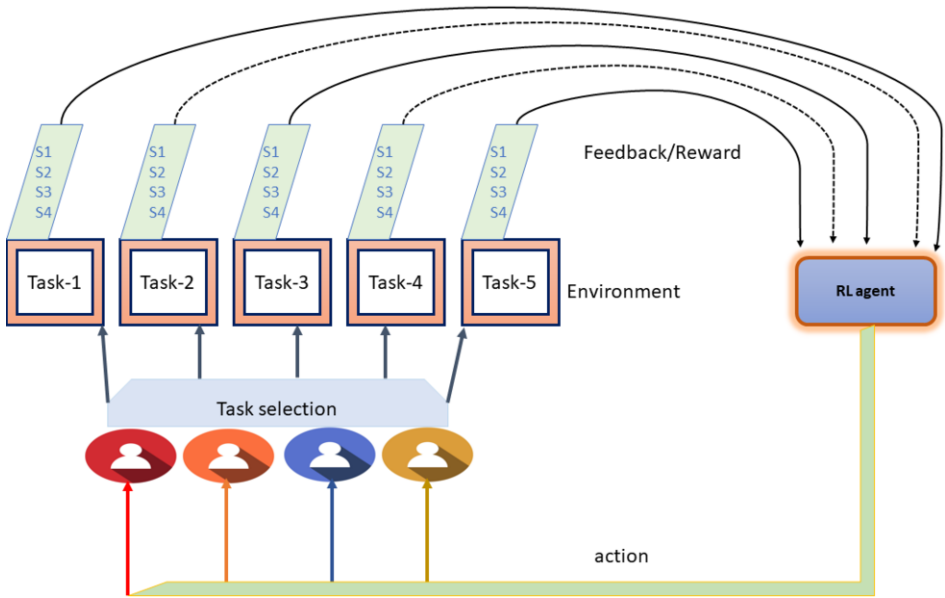 S1 S1 S1 S1 S1
S2 S2 S2 S2 S2
S3 S3 S3 S3 S3
S4 S4 S4 S4 S4
Feedback/Reward
Task-1 Task-2 Task-3 Task-4 Task-5
Environment
RL agent
Task selection
action